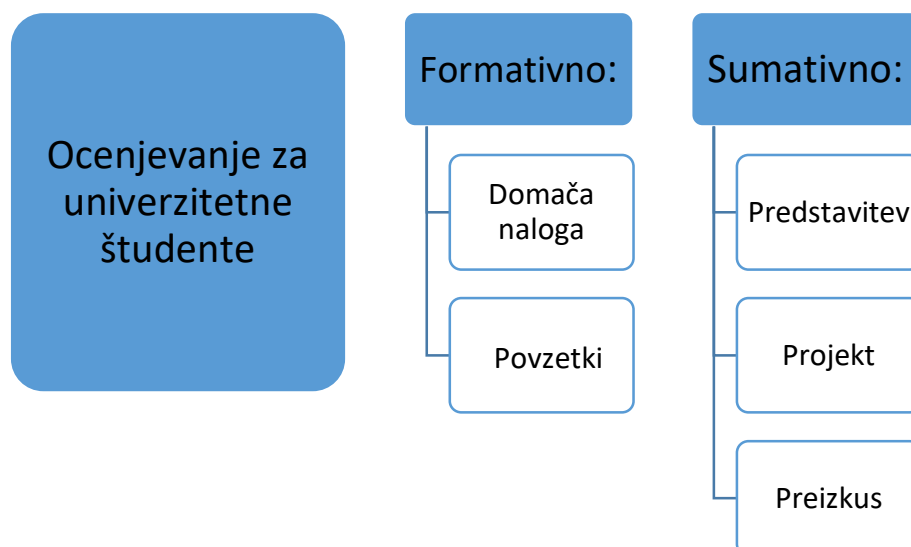 Ocenjevanje za
univerzitetne
študente
Formativno:
Domača
naloga
Povzetki
Sumativno:
Predstavitev
Projekt
Preizkus